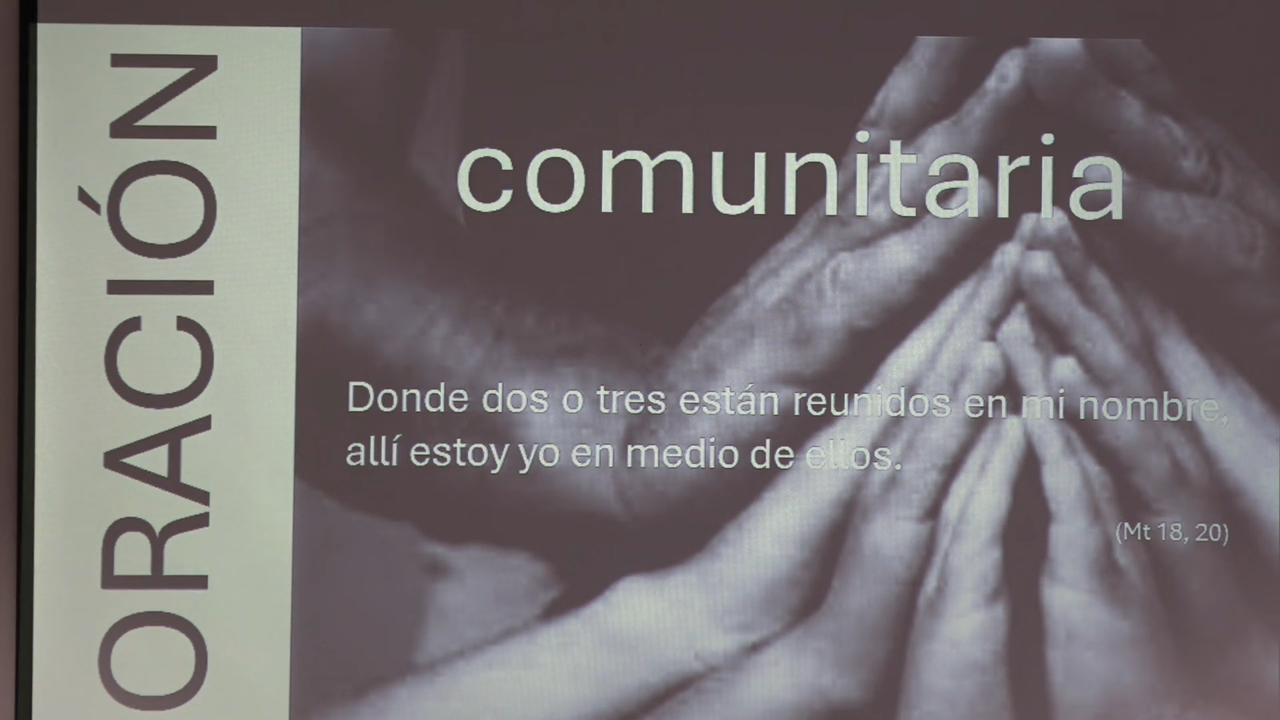 ORACIÓN
comunitaria
Donde dos o tres están reunidos en mi nombre,
allí estoy yo en medio de ellos.
(Mt 18, 20)